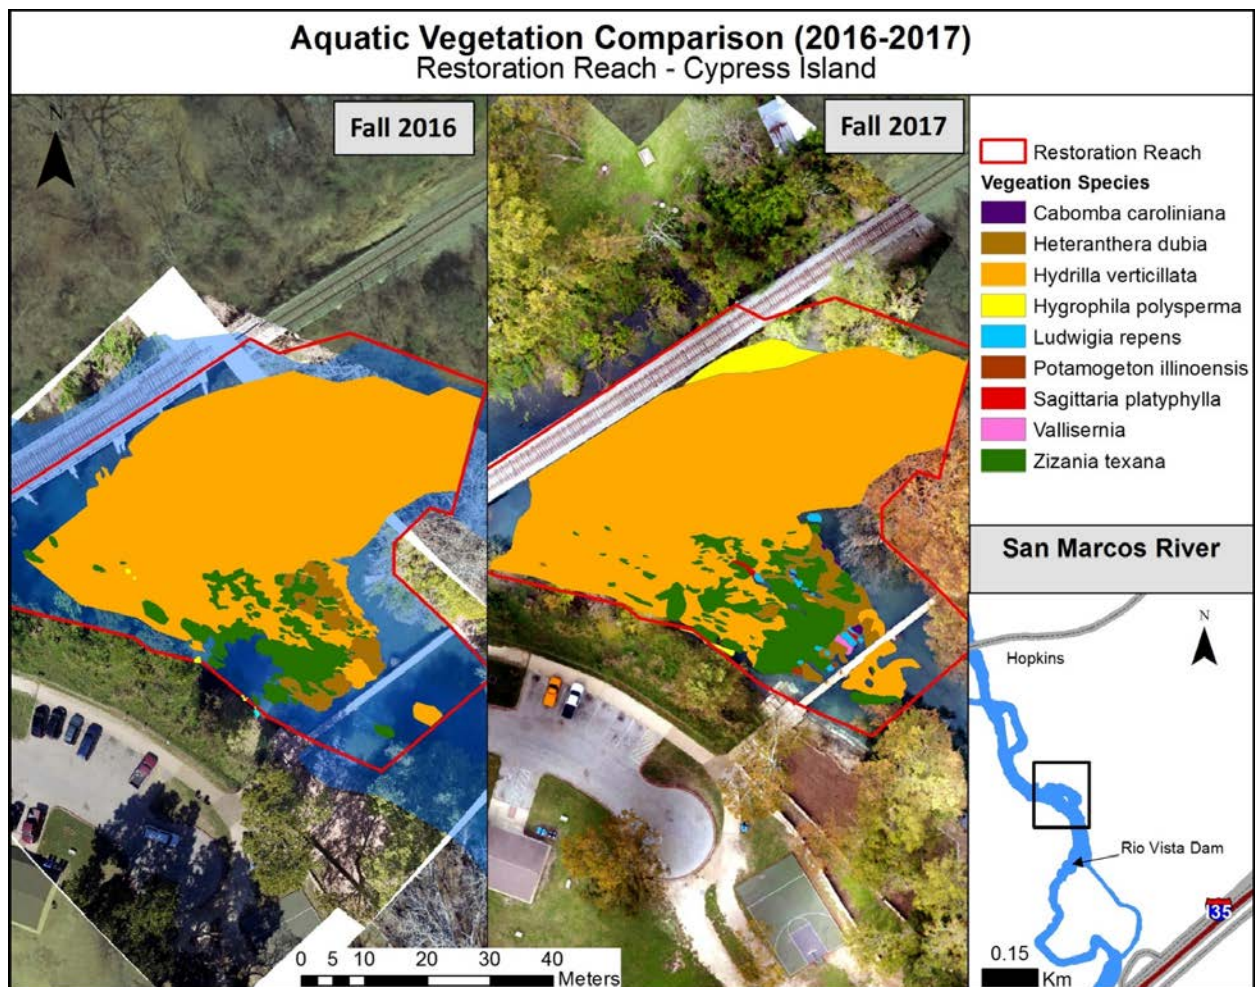 Aquatic Vegetation Comparison (2016-2017)
Restoration Reach - Cypress Island
N
Fall 2016
Fall 2017
Restoration Reach
Vegeation Species
Cabomba caroliniana
Heteranthera dubia
Hydrilla verticillata
Hygrophila polysperma
Ludwigia repens
Potamogeton illinoensis
Sagittaria platyphylla
Vallisernia
Zizania texana
San Marcos River
N
Hopkins
Rio Vista Dam
35
0.15
Km
0 5 10 20 30 40
Meters